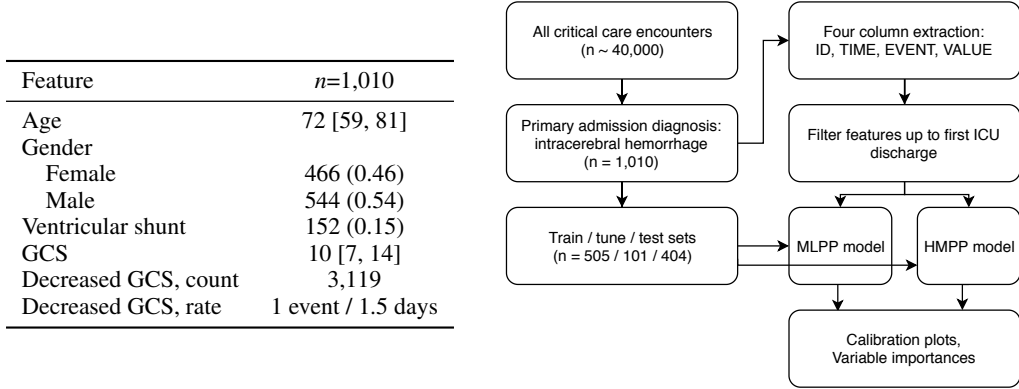 Feature n=1,010
Age 72 [59, 81]
Gender
Female 466 (0.46)
Male 544 (0.54)
Ventricular shunt 152 (0.15)
GCS 10 [7, 14]
Decreased GCS, count 3,119
Decreased GCS, rate 1 event / 1.5 days
All critical care encounters
(n ~ 40,000)
Primary admission diagnosis:
intracerebral hemorrhage
(n = 1,010)
Train / tune / test sets
(n = 505 / 101 / 404)
Four column extraction:
ID, TIME, EVENT, VALUE
Filter features up to first ICU
discharge
MLPP model
HMPP model
Calibration plots,
Variable importances